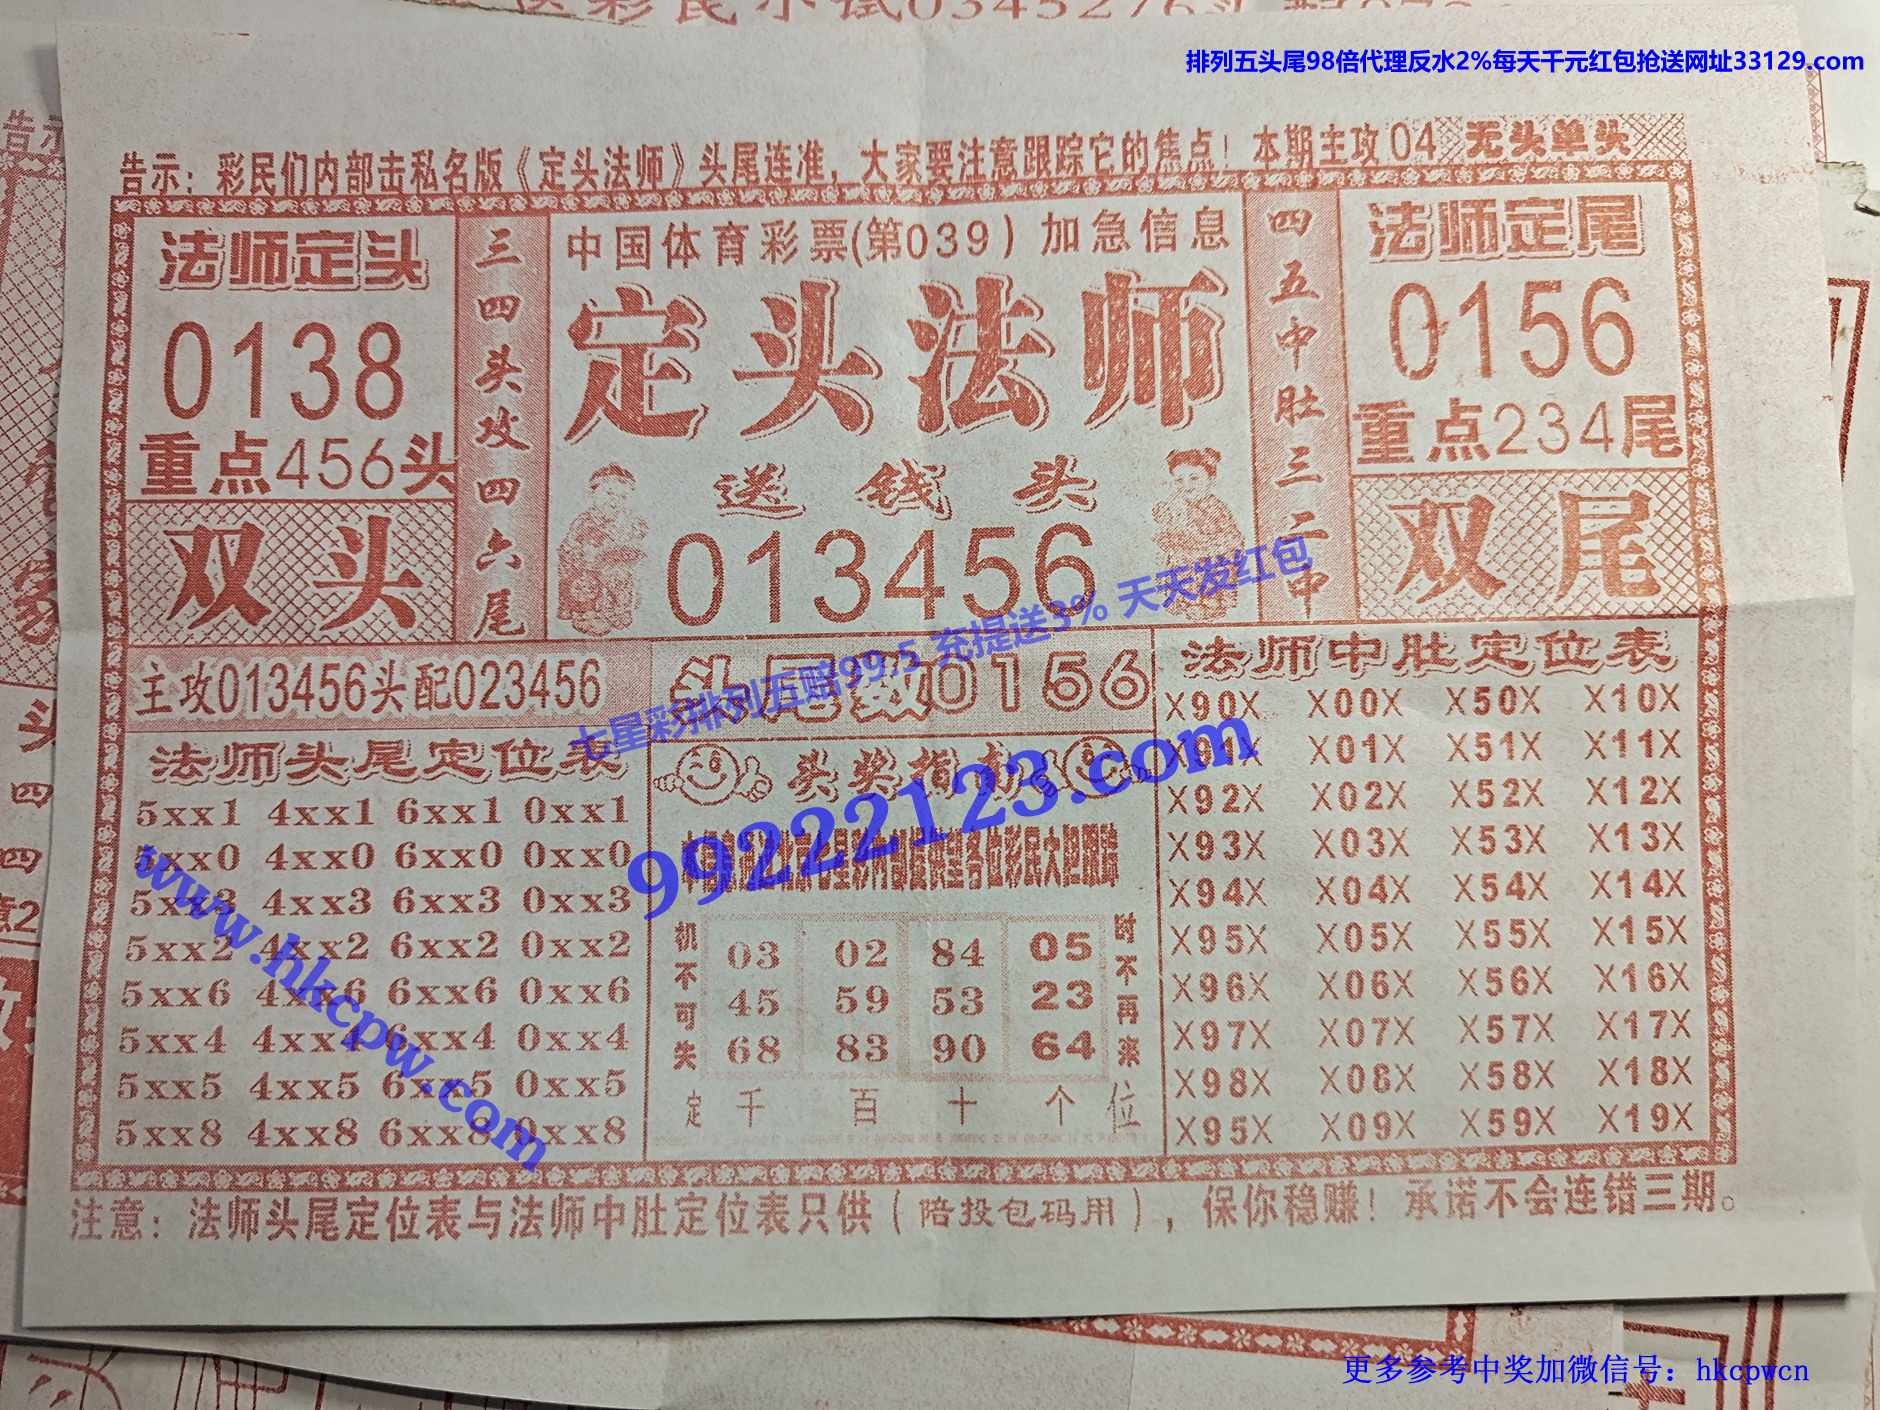 排列五头尾98倍代理反水2%每天千元红包抢送网址33129.com
告示：彩民们内部击私名版《定头法师》头尾连准，大家要注意跟踪它的焦点！本期主攻04 无头单头
法师定头
0138
重点456头
双头
三四头攻四六尾
中国体育彩票(第039）加急信息
定头法师
送钱头
013456
四五中肚三二中
法师定尾
0156
重点234尾
双尾
七星彩排列五赔99.5 充提送3% 天天发红包
99222123.com
www.hkcpw.com
主攻013456头配023456
头尾数0156
法师头尾定位表
5xx1 4xx1 6xx1 0xx1
5xx0 4xx0 6xx0 0xx0
5xx3 4xx3 6xx3 0xx3
5xx2 4xx2 6xx2 0xx2
5xx6 4xx6 6xx6 0xx6
5xx4 4xx4 6xx4 0xx4
5xx5 4xx5 6xx5 0xx5
5xx8 4xx8 6xx8 0xx8
头奖指南
机不可失
03 02 84 05
45 59 53 23
68 83 90 64
时不再来
定 千 百 十 个 位
法师中肚定位表
X90X X00X X50X X10X
X91X X01X X51X X11X
X92X X02X X52X X12X
X93X X03X X53X X13X
X94X X04X X54X X14X
X95X X05X X55X X15X
X96X X06X X56X X16X
X97X X07X X57X X17X
X98X X08X X58X X18X
X95X X09X X59X X19X
注意：法师头尾定位表与法师中肚定位表只供（陪投包码用），保你稳赚！承诺不会连错三期。
更多参考中奖加微信号：hkcpwcn